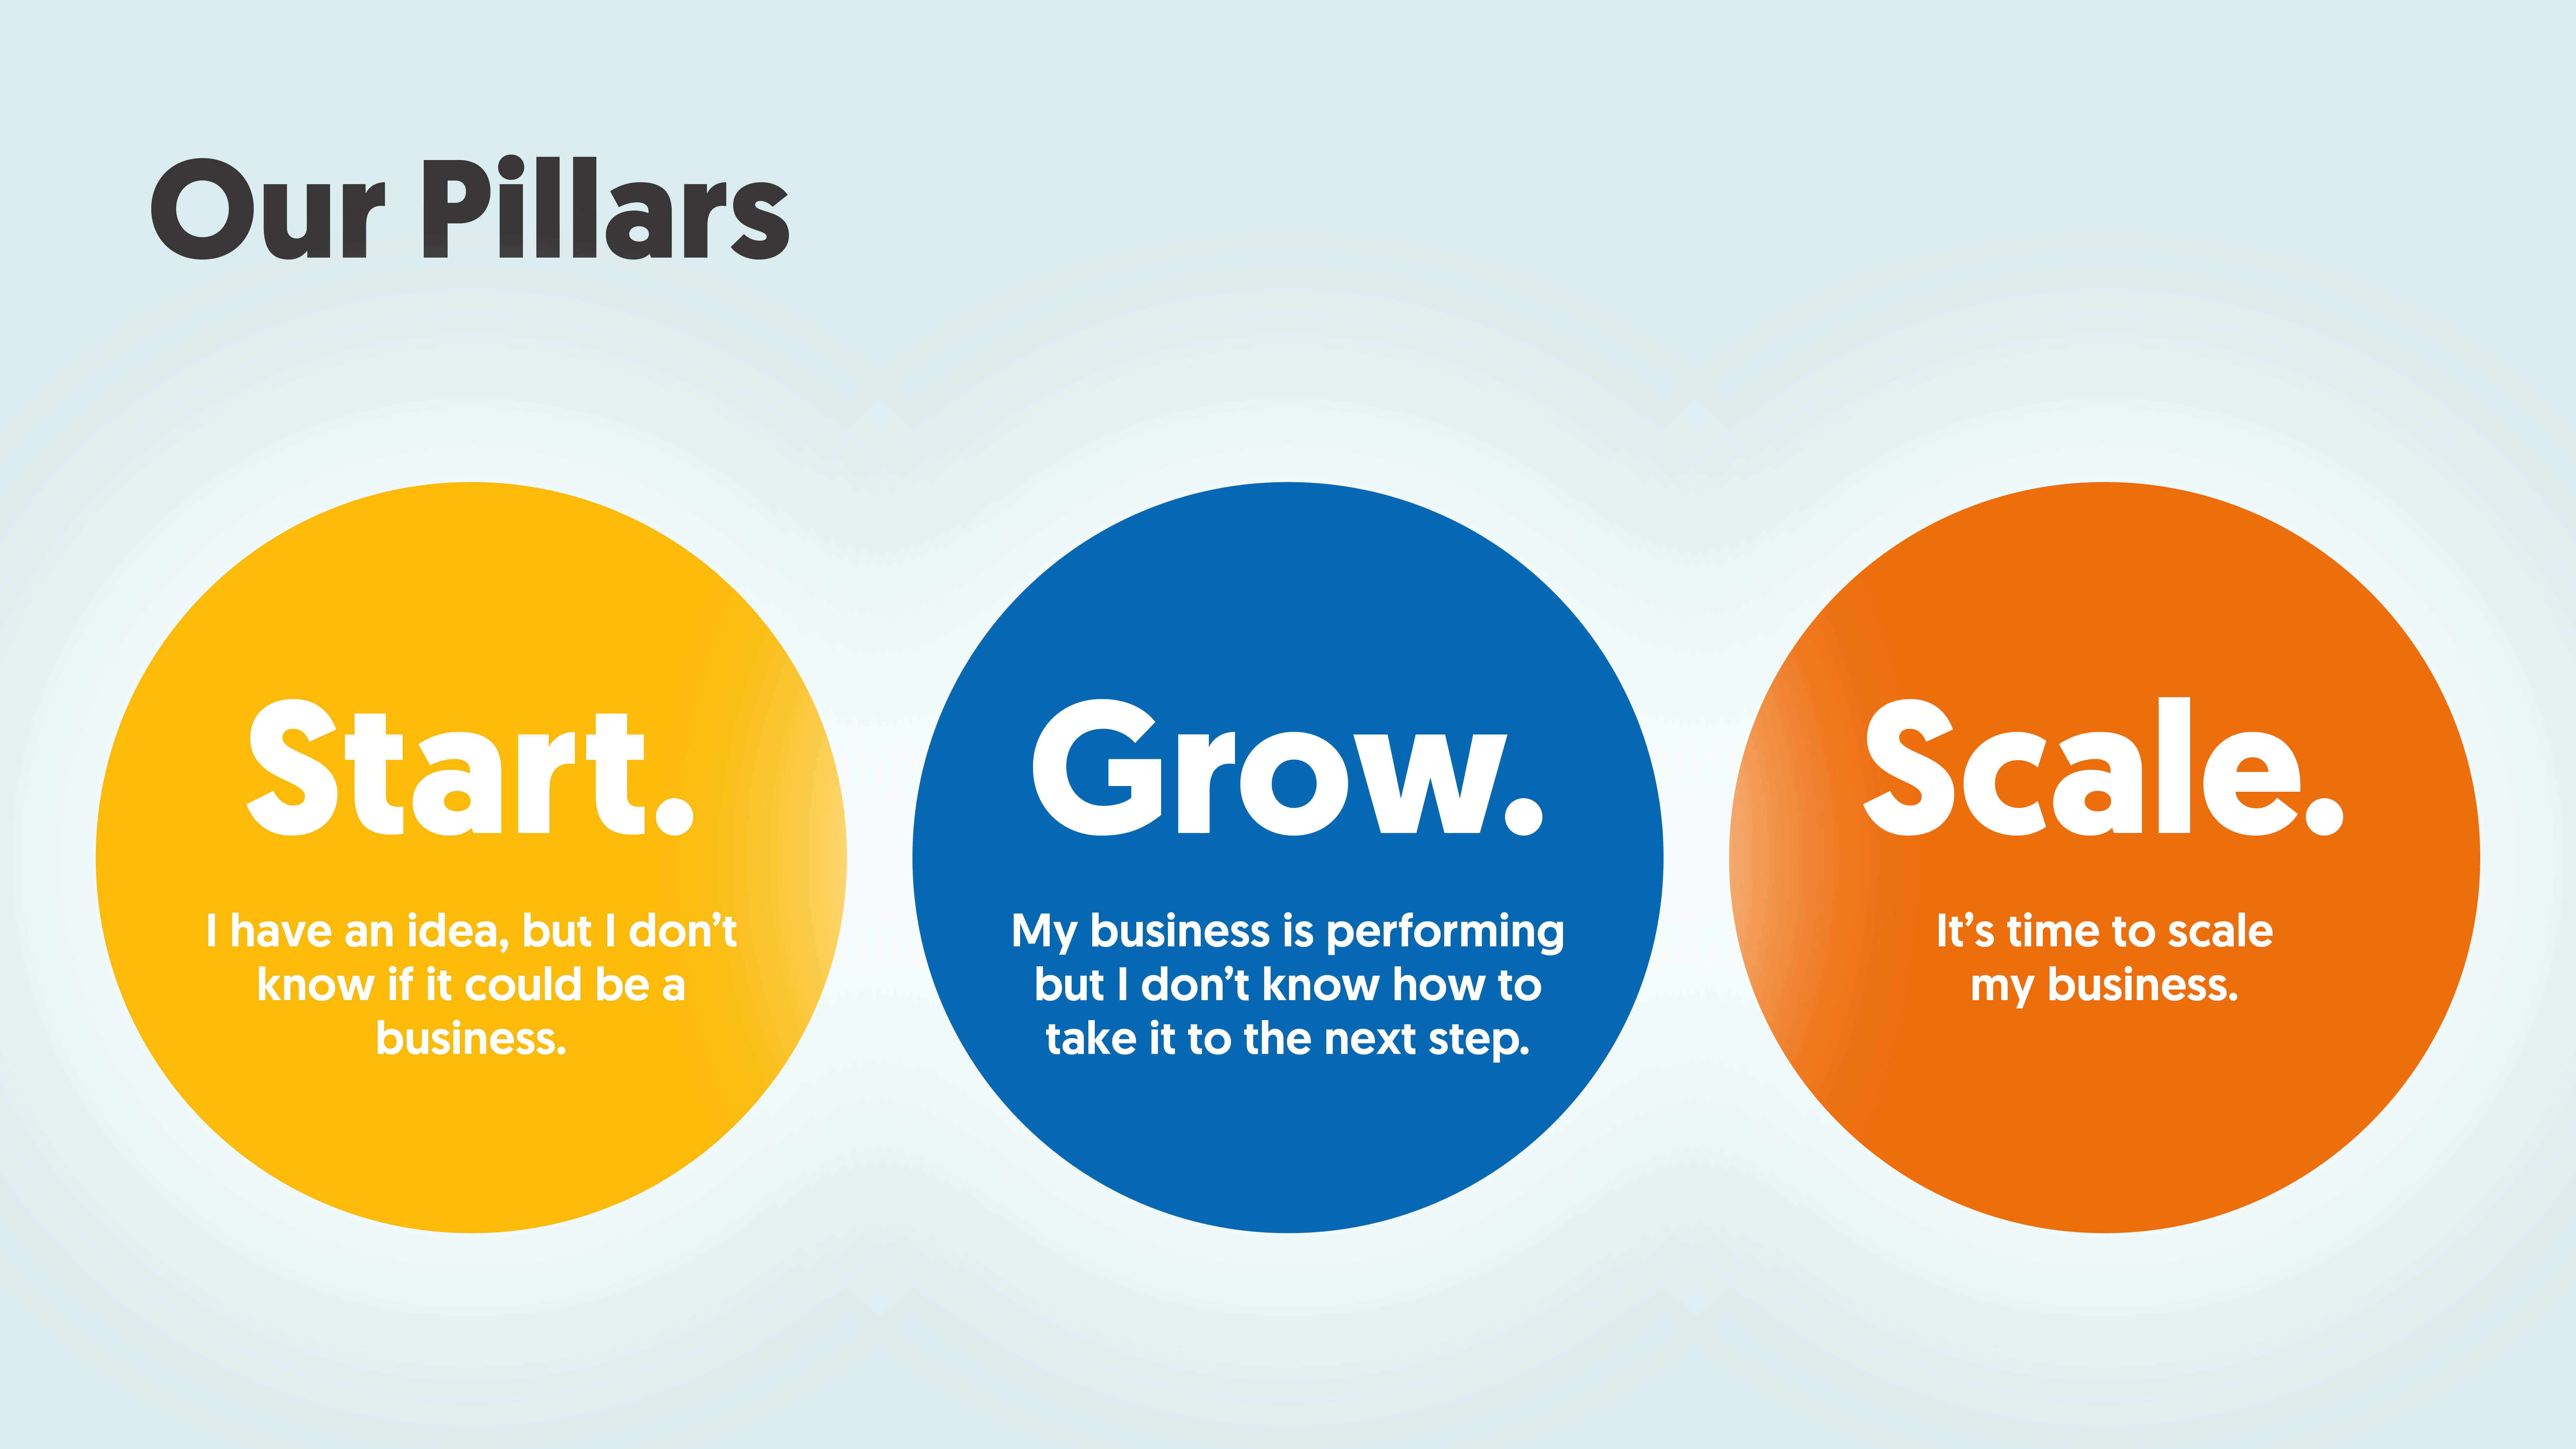 Our Pillars
Start.
I have an idea, but I don’t
know if it could be a
business.
Grow.
My business is performing
but I don’t know how to
take it to the next step.
Scale.
It’s time to scale
my business.